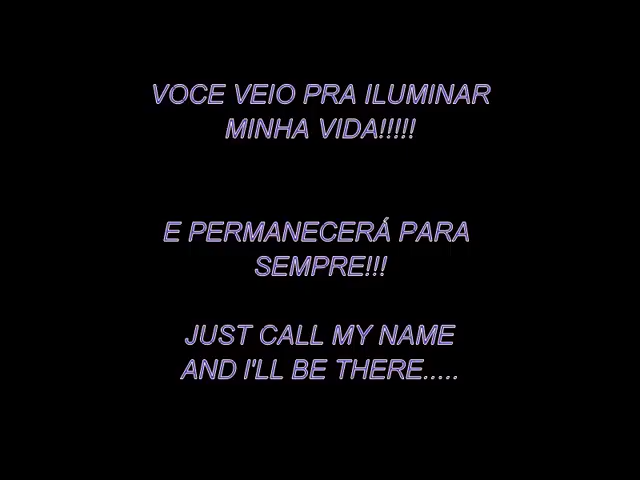 VOCE VEIO PRA ILUMINAR
MINHA VIDA!!!!!
E PERMANECERÁ PARA
SEMPRE!!!
JUST CALL MY NAME
AND I'LL BE THERE.....